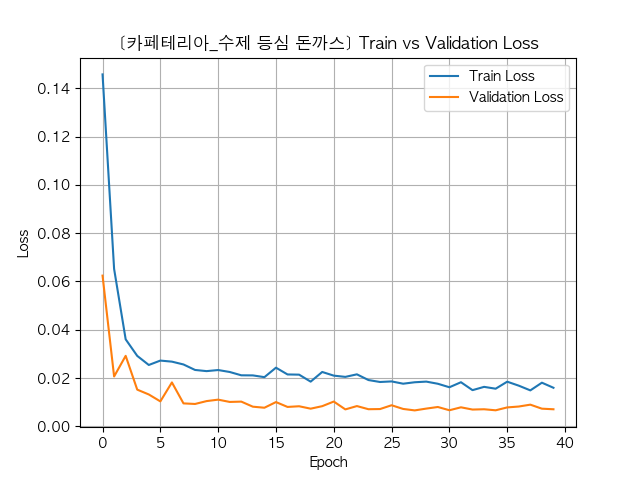 [카페테리아_수제 등심 돈까스] Train vs Validation Loss
Train Loss
Validation Loss
Loss
0.14
0.12
0.10
0.08
0.06
0.04
0.02
0.00
0 5 10 15 20 25 30 35 40
Epoch